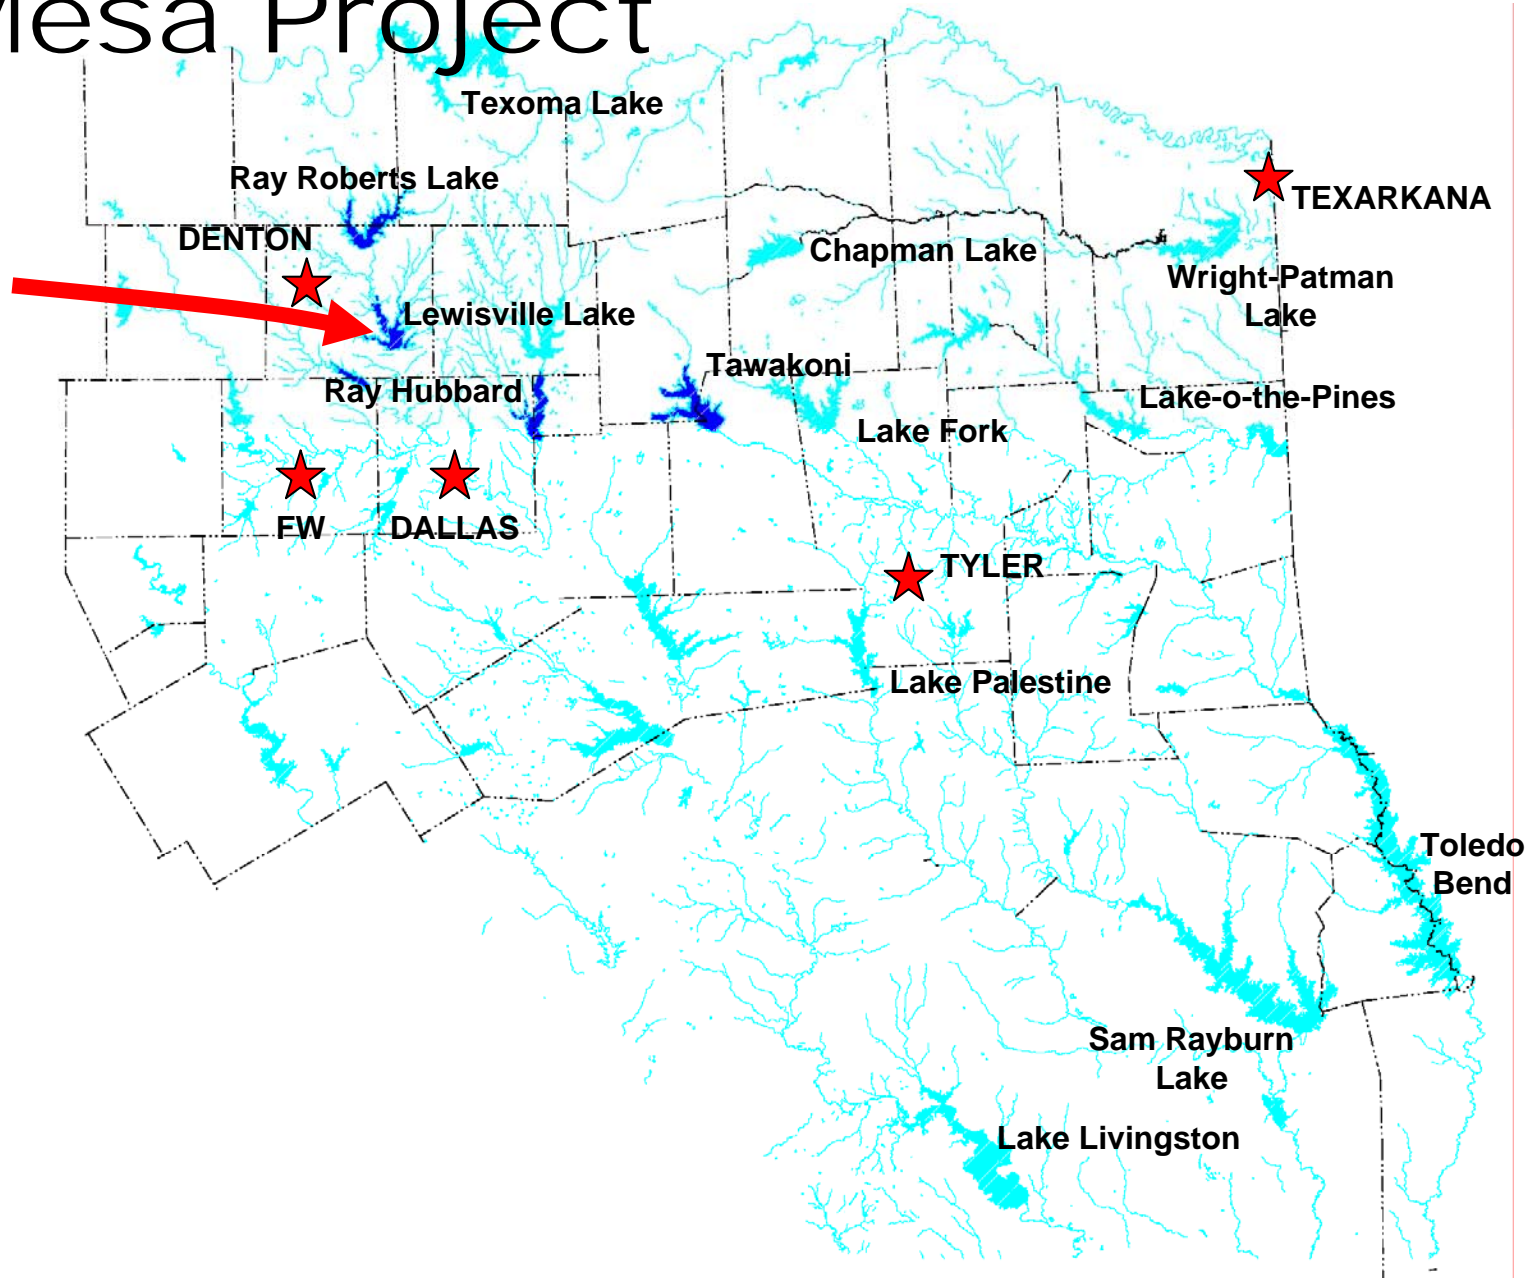 Mesa Project
Texoma Lake
Ray Roberts Lake
TEXARKANA
DENTON
Chapman Lake
Wright-Patman
Lake
Lewisville Lake
Tawakoni
Ray Hubbard
Lake-o-the-Pines
Lake Fork
FW
DALLAS
TYLER
Lake Palestine
Toledo
Bend
Sam Rayburn
Lake
Lake Livingston